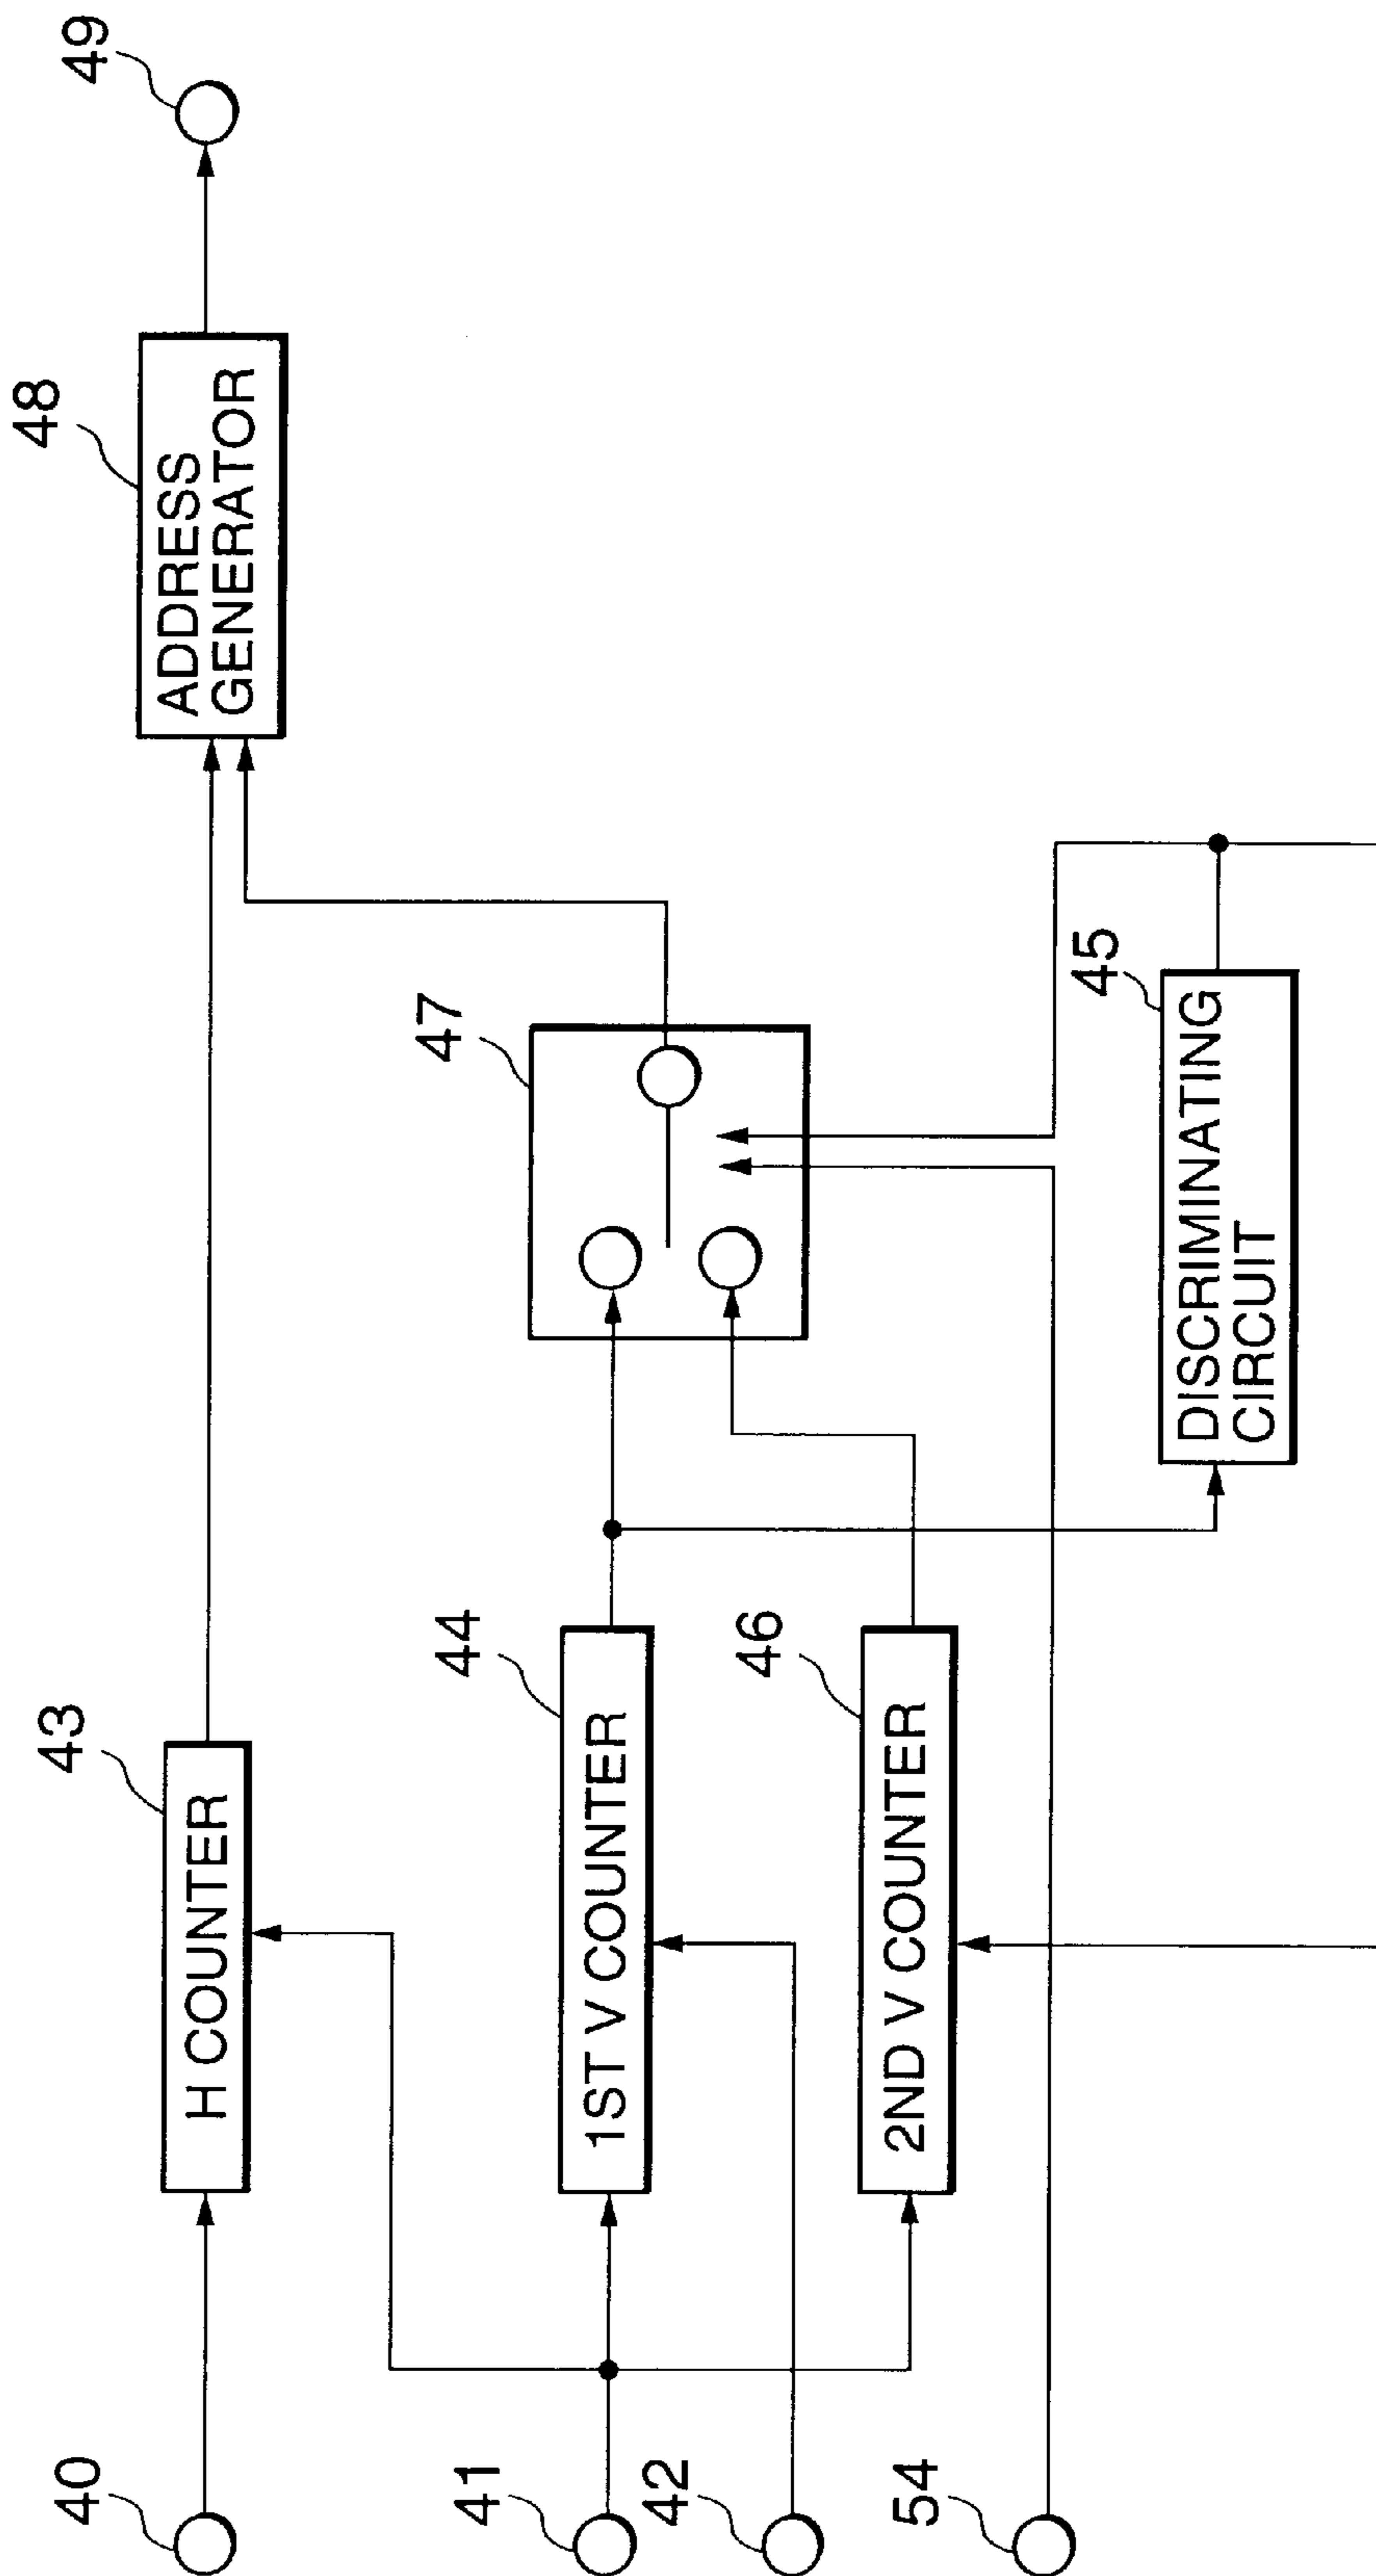 49
48
ADDRESS
GENERATOR
47
45
DISCRIMINATING
CIRCUIT
43
H COUNTER
44
1ST V COUNTER
46
2ND V COUNTER
40
41
42
54